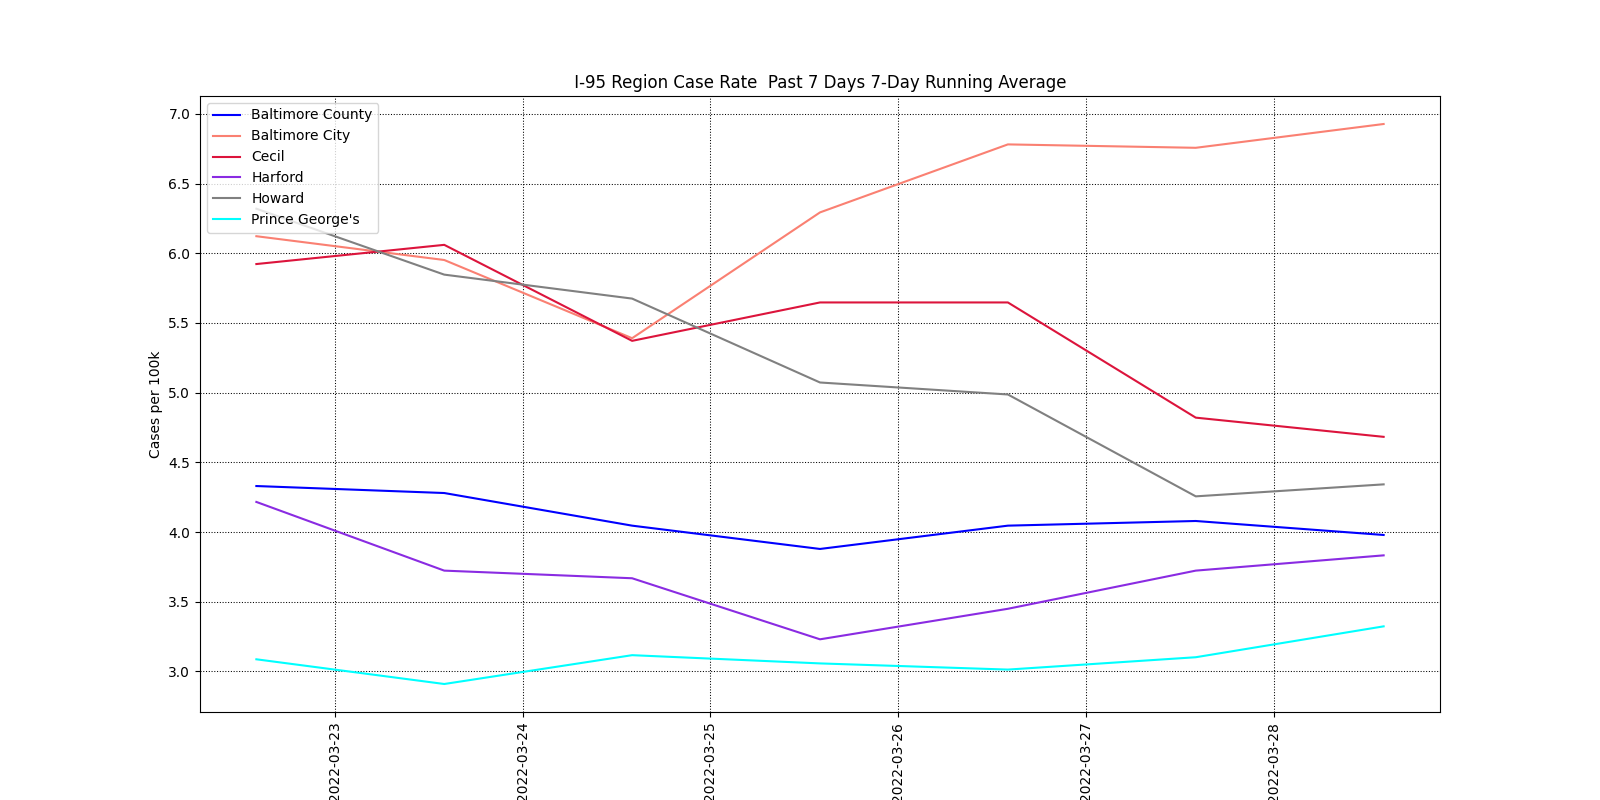 I-95 Region Case Rate  Past 7 Days 7-Day Running Average
Cases per 100k
7.0
6.5
6.0
5.5
5.0
4.5
4.0
3.5
3.0
Baltimore County
Baltimore City
Cecil
Harford
Howard
Prince George's
2022-03-23
2022-03-24
2022-03-25
2022-03-26
2022-03-27
2022-03-28